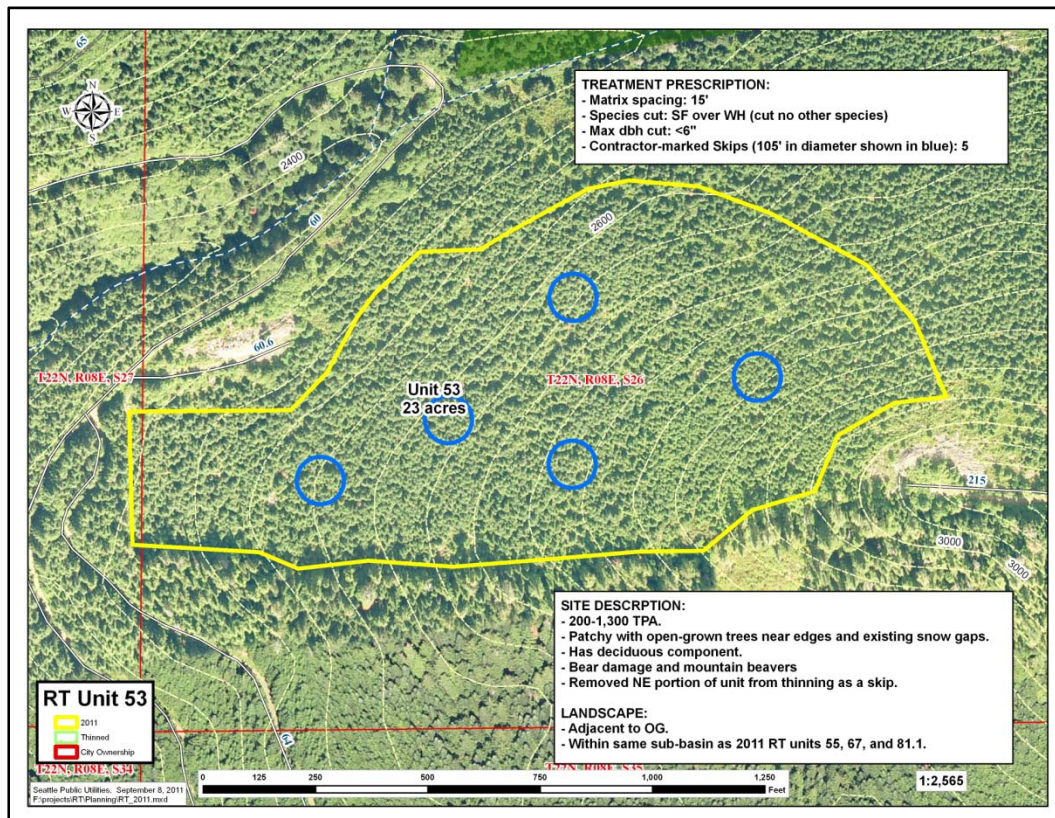 65
N
W E
S
2400
60
TREATMENT PRESCRIPTION:
- Matrix spacing: 15'
- Species cut: SF over WH (cut no other species)
- Max dbh cut: <6"
- Contractor-marked Skips (105' in diameter shown in blue): 5
2600
60.6
T22N, R08E, S27
T22N, R08E, S26
Unit 53
23 acres
215
3000
3000
SITE DESCRPTION:
- 200-1,300 TPA.
- Patchy with open-grown trees near edges and existing snow gaps.
- Has deciduous component.
- Bear damage and mountain beavers
- Removed NE portion of unit from thinning as a skip.
LANDSCAPE:
- Adjacent to OG.
- Within same sub-basin as 2011 RT units 55, 67, and 81.1.
RT Unit 53
2011
Thinned
City Ownership
64
T22N, R08E, S34
T22N, R08E, S35
Seattle Public Utilities. September 8, 2011
F:\projects\RT\Planning\RT_2011.mxd
0 125 250 500 750 1,000 1,250
Feet
1:2,565